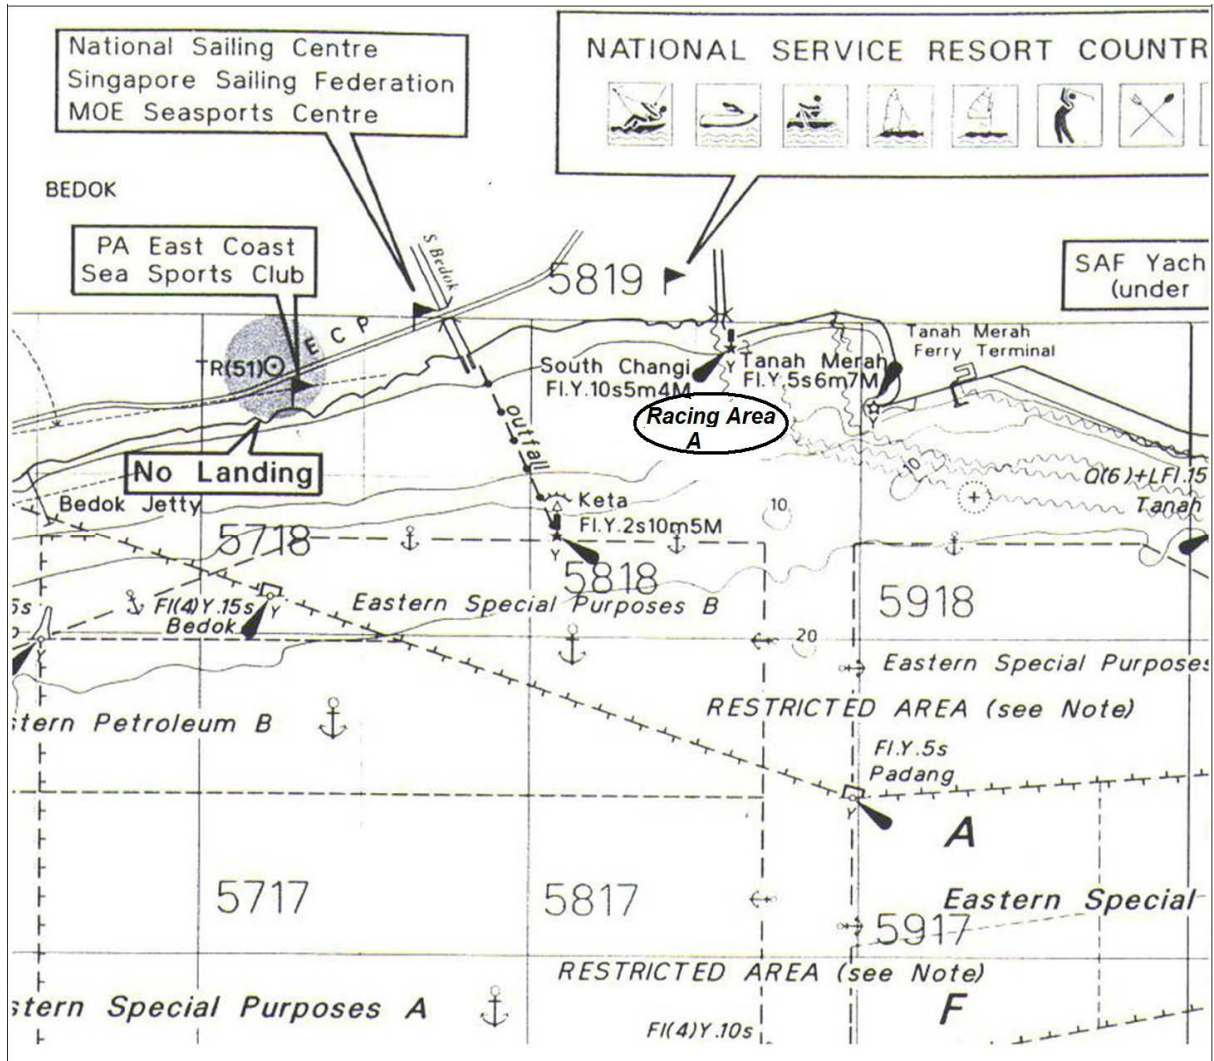 National Sailing Centre
Singapore Sailing Federation
MOE Seasports Centre
NATIONAL SERVICE RESORT COUNTR
BEDOK
PA East Coast
Sea Sports Club
S Bedok
5819
SAF Yach
(under
E C P
TR(51)
Tanah Merah
Ferry Terminal
South Changi
Fl.Y.10s5m4M
Y
Tanah Merah
Fl.Y.5s6m7M
Y
Racing Area
A
outfall
No Landing
Bedok Jetty
Keta
Fl.Y.2s10m5M
Y
10
10
Q(6)+LFl.15
Tanah
5718
5818
5918
Fl(4)Y.15s
Bedok
Y
Eastern Special Purposes B
20
Eastern Special Purposes
5s
Y
stern Petroleum B
RESTRICTED AREA (see Note)
Fl.Y.5s
Padang
Y
A
5717
5817
Eastern Special
5917
RESTRICTED AREA (see Note)
stern Special Purposes A
F
Fl(4)Y.10s